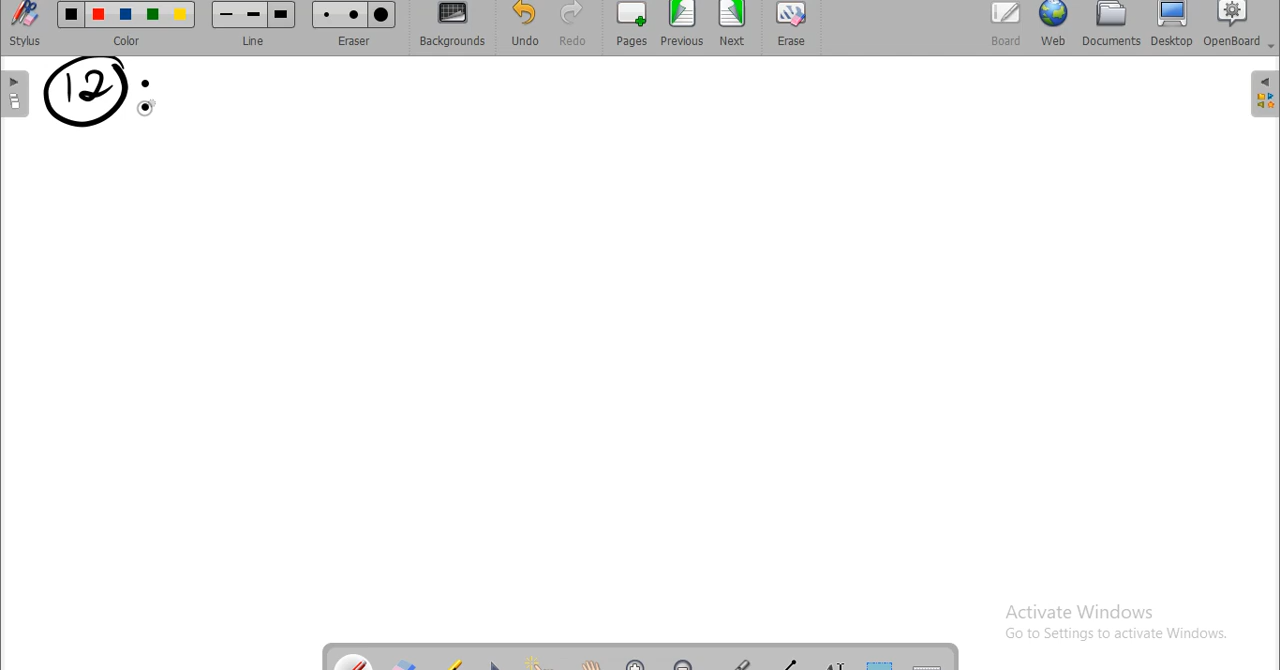 Stylus
Color
Line
Eraser
Backgrounds
Undo
Redo
Pages
Previous
Next
Erase
Board
Web
Documents
Desktop
OpenBoard
12 :
Activate Windows
Go to Settings to activate Windows.